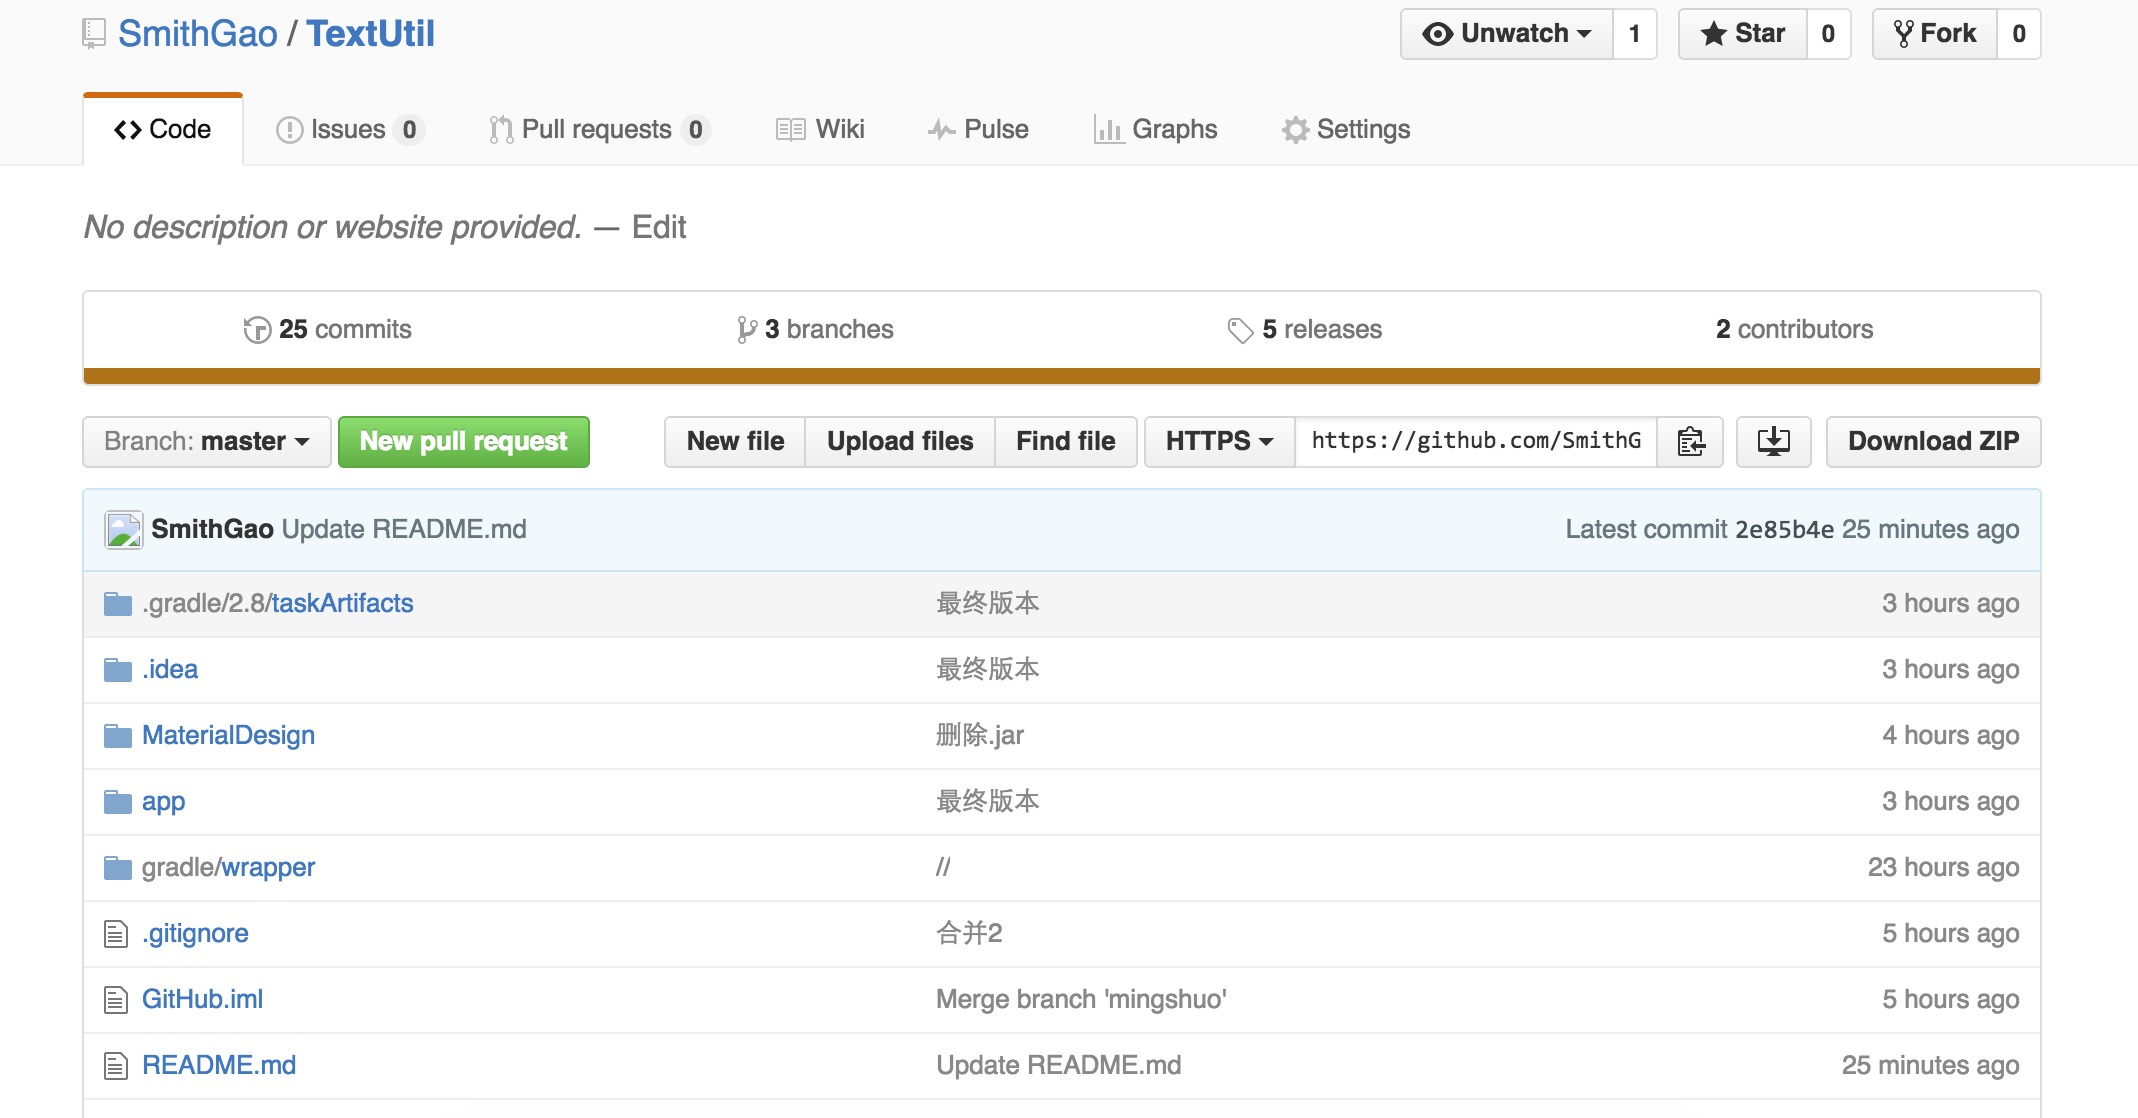 SmithGao / TextUtil Unwatch 1 Star 0 Fork 0
Code Issues 0 Pull requests 0 Wiki Pulse Graphs Settings
No description or website provided. — Edit
25 commits 3 branches 5 releases 2 contributors
Branch: master New pull request New file Upload files Find file HTTPS https://github.com/SmithG Download ZIP
SmithGao Update README.md Latest commit 2e85b4e 25 minutes ago
.gradle/2.8/taskArtifacts 最终版本 3 hours ago
.idea 最终版本 3 hours ago
MaterialDesign 删除.jar 4 hours ago
app 最终版本 3 hours ago
gradle/wrapper // 23 hours ago
.gitignore 合并2 5 hours ago
GitHub.iml Merge branch 'mingshuo' 5 hours ago
README.md Update README.md 25 minutes ago